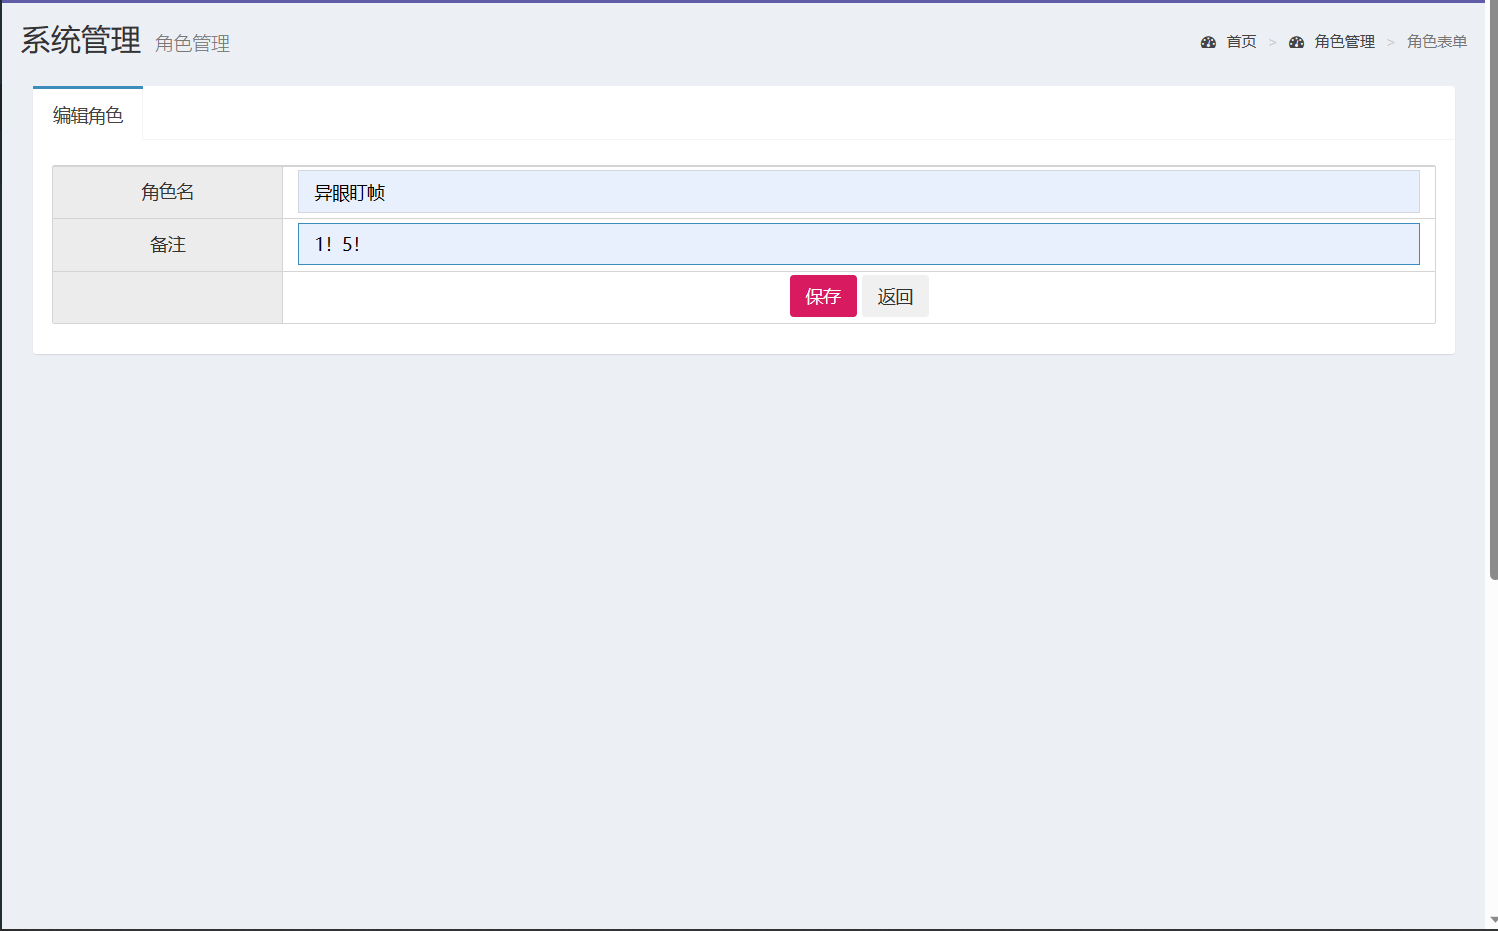 系统管理 角色管理
首页 > 角色管理 > 角色表单
编辑角色
角色名 异眼盯帧
备注 1！5！
保存 返回